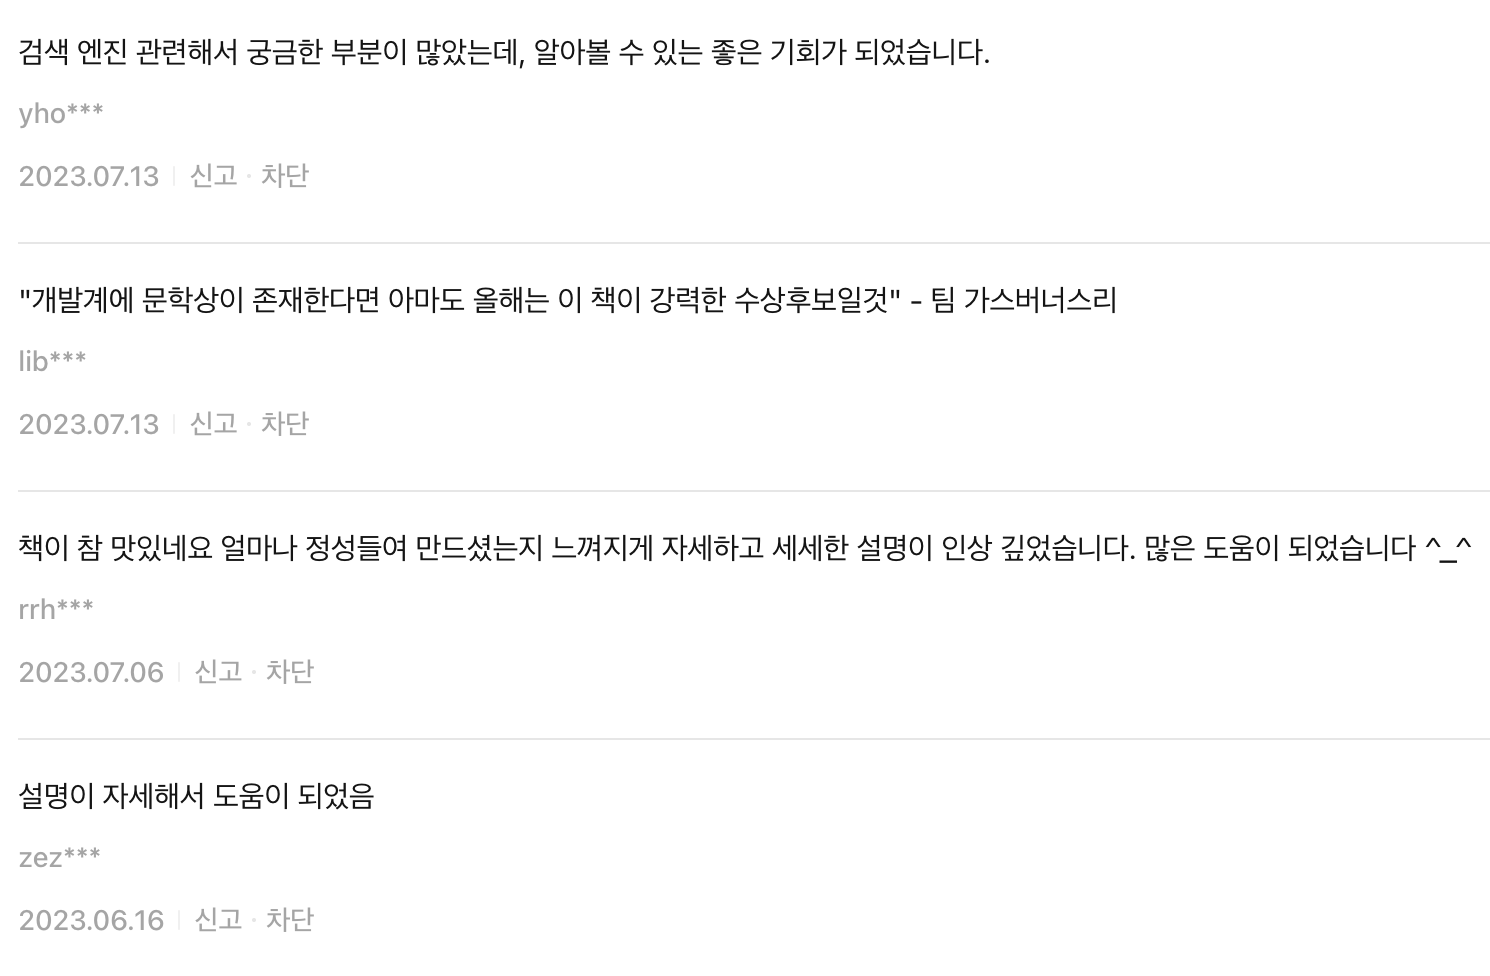 검색 엔진 관련해서 궁금한 부분이 많았는데, 알아볼 수 있는 좋은 기회가 되었습니다.
yho***
2023.07.13 | 신고 · 차단
"개발계에 문학상이 존재한다면 아마도 올해는 이 책이 강력한 수상후보일것" - 팀 가스버너스리
lib***
2023.07.13 | 신고 · 차단
책이 참 맛있네요 얼마나 정성들여 만드셨는지 느껴지게 자세하고 세세한 설명이 인상 깊었습니다. 많은 도움이 되었습니다 ^_^
rrh***
2023.07.06 | 신고 · 차단
설명이 자세해서 도움이 되었음
zez***
2023.06.16 | 신고 · 차단